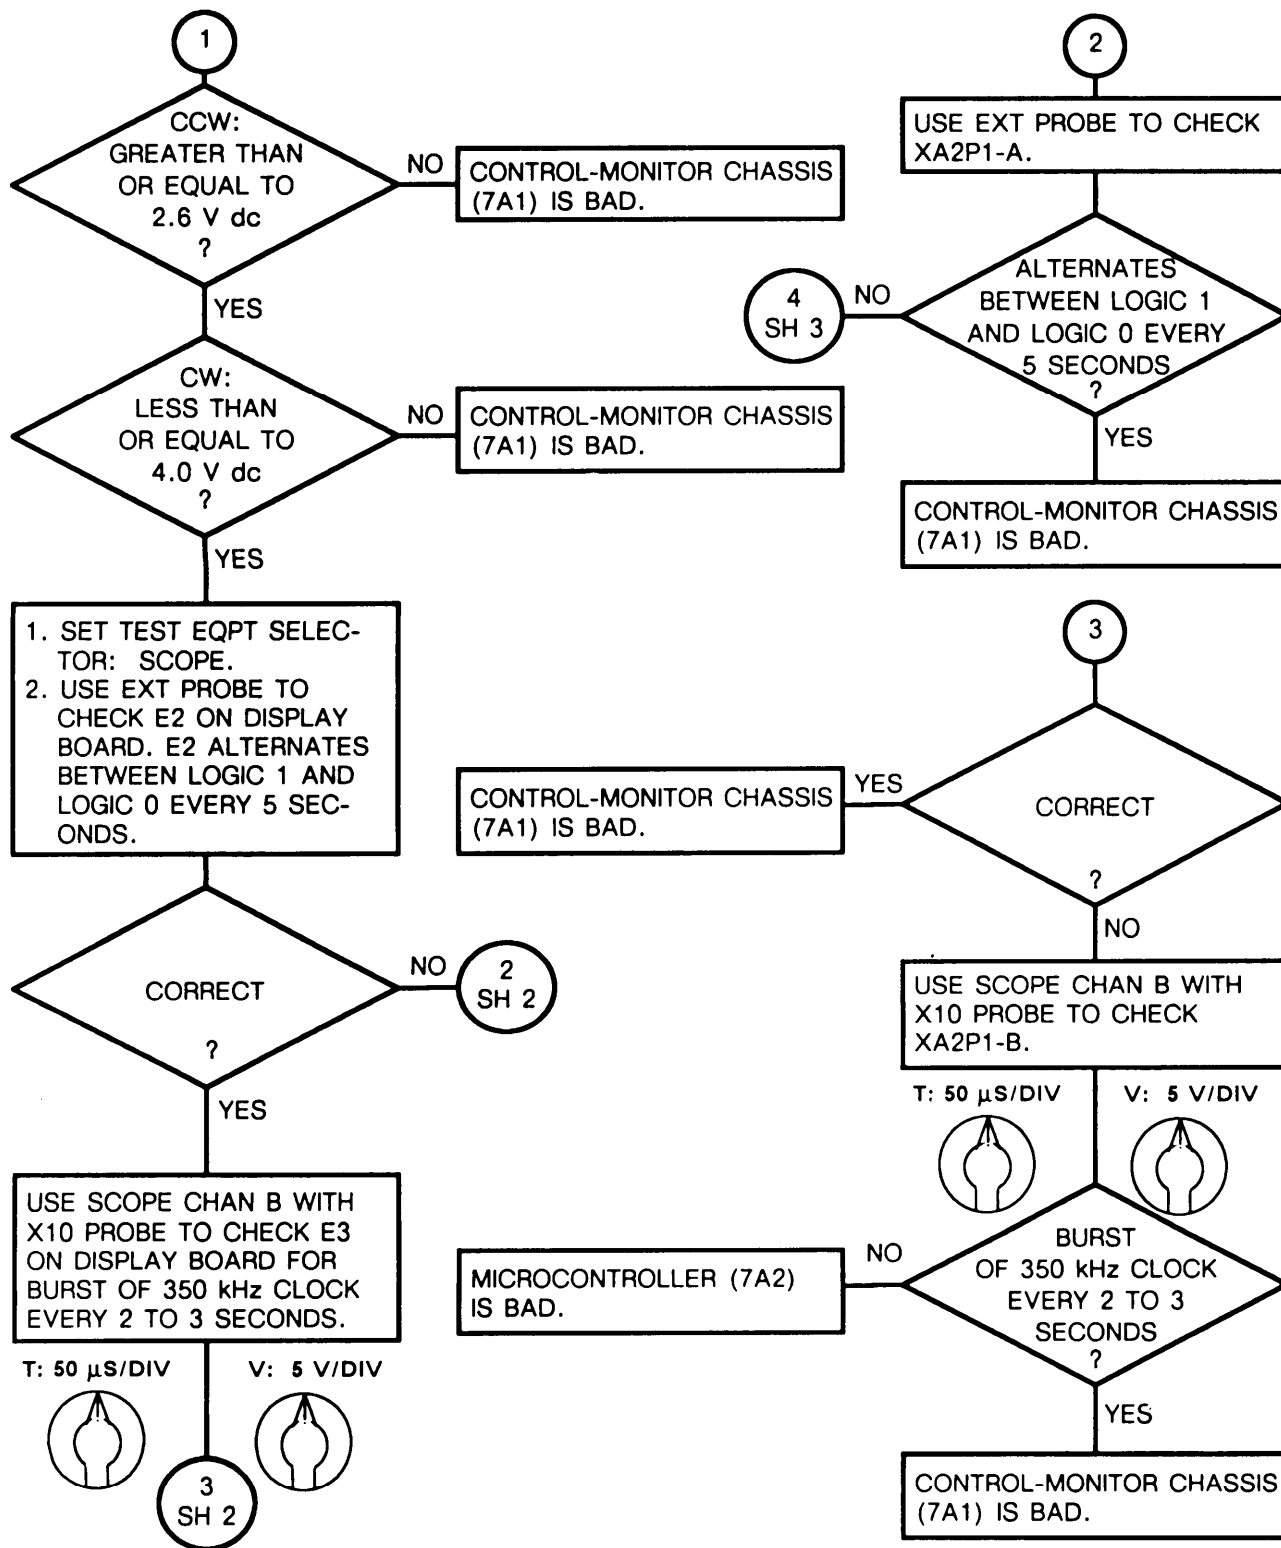 1
CCW:
GREATER THAN
OR EQUAL TO
2.6 V dc
?
NO
CONTROL-MONITOR CHASSIS
(7A1) IS BAD.
YES
CW:
LESS THAN
OR EQUAL TO
4.0 V dc
?
NO
CONTROL-MONITOR CHASSIS
(7A1) IS BAD.
YES
1. SET TEST EQPT SELEC-
TOR: SCOPE.
2. USE EXT PROBE TO
CHECK E2 ON DISPLAY
BOARD. E2 ALTERNATES
BETWEEN LOGIC 1 AND
LOGIC 0 EVERY 5 SEC-
ONDS.
CORRECT
?
NO
2
SH 2
YES
USE SCOPE CHAN B WITH
X10 PROBE TO CHECK E3
ON DISPLAY BOARD FOR
BURST OF 350 kHz CLOCK
EVERY 2 TO 3 SECONDS.
T: 50 µS/DIV
V: 5 V/DIV
3
SH 2
2
USE EXT PROBE TO CHECK
XA2P1-A.
ALTERNATES
BETWEEN LOGIC 1
AND LOGIC 0 EVERY
5 SECONDS
?
NO
4
SH 3
YES
CONTROL-MONITOR CHASSIS
(7A1) IS BAD.
3
CORRECT
?
YES
CONTROL-MONITOR CHASSIS
(7A1) IS BAD.
NO
USE SCOPE CHAN B WITH
X10 PROBE TO CHECK
XA2P1-B.
T: 50 µS/DIV
V: 5 V/DIV
BURST
OF 350 kHz CLOCK
EVERY 2 TO 3
SECONDS
?
NO
MICROCONTROLLER (7A2)
IS BAD.
YES
CONTROL-MONITOR CHASSIS
(7A1) IS BAD.